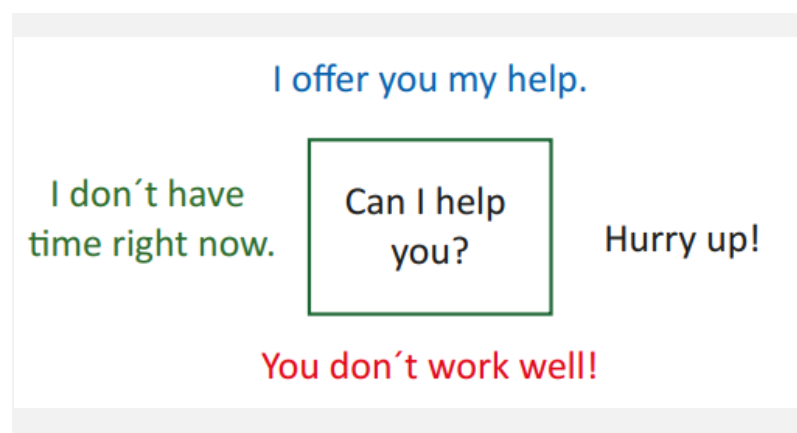 I offer you my help.
I don´t have
time right now.
Can I help
you?
Hurry up!
You don´t work well!